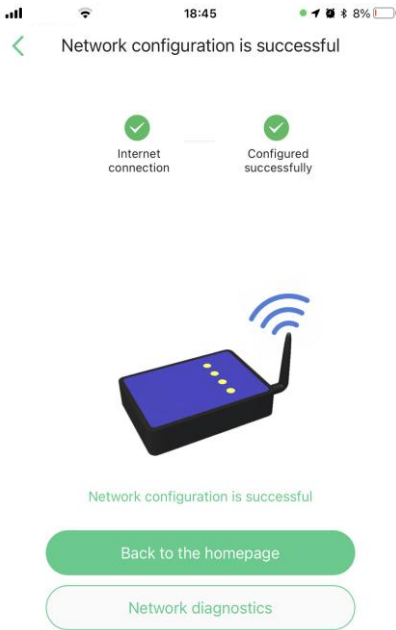 18:45
8%
Network configuration is successful
Internet
connection
Configured
successfully
Network configuration is successful
Back to the homepage
Network diagnostics